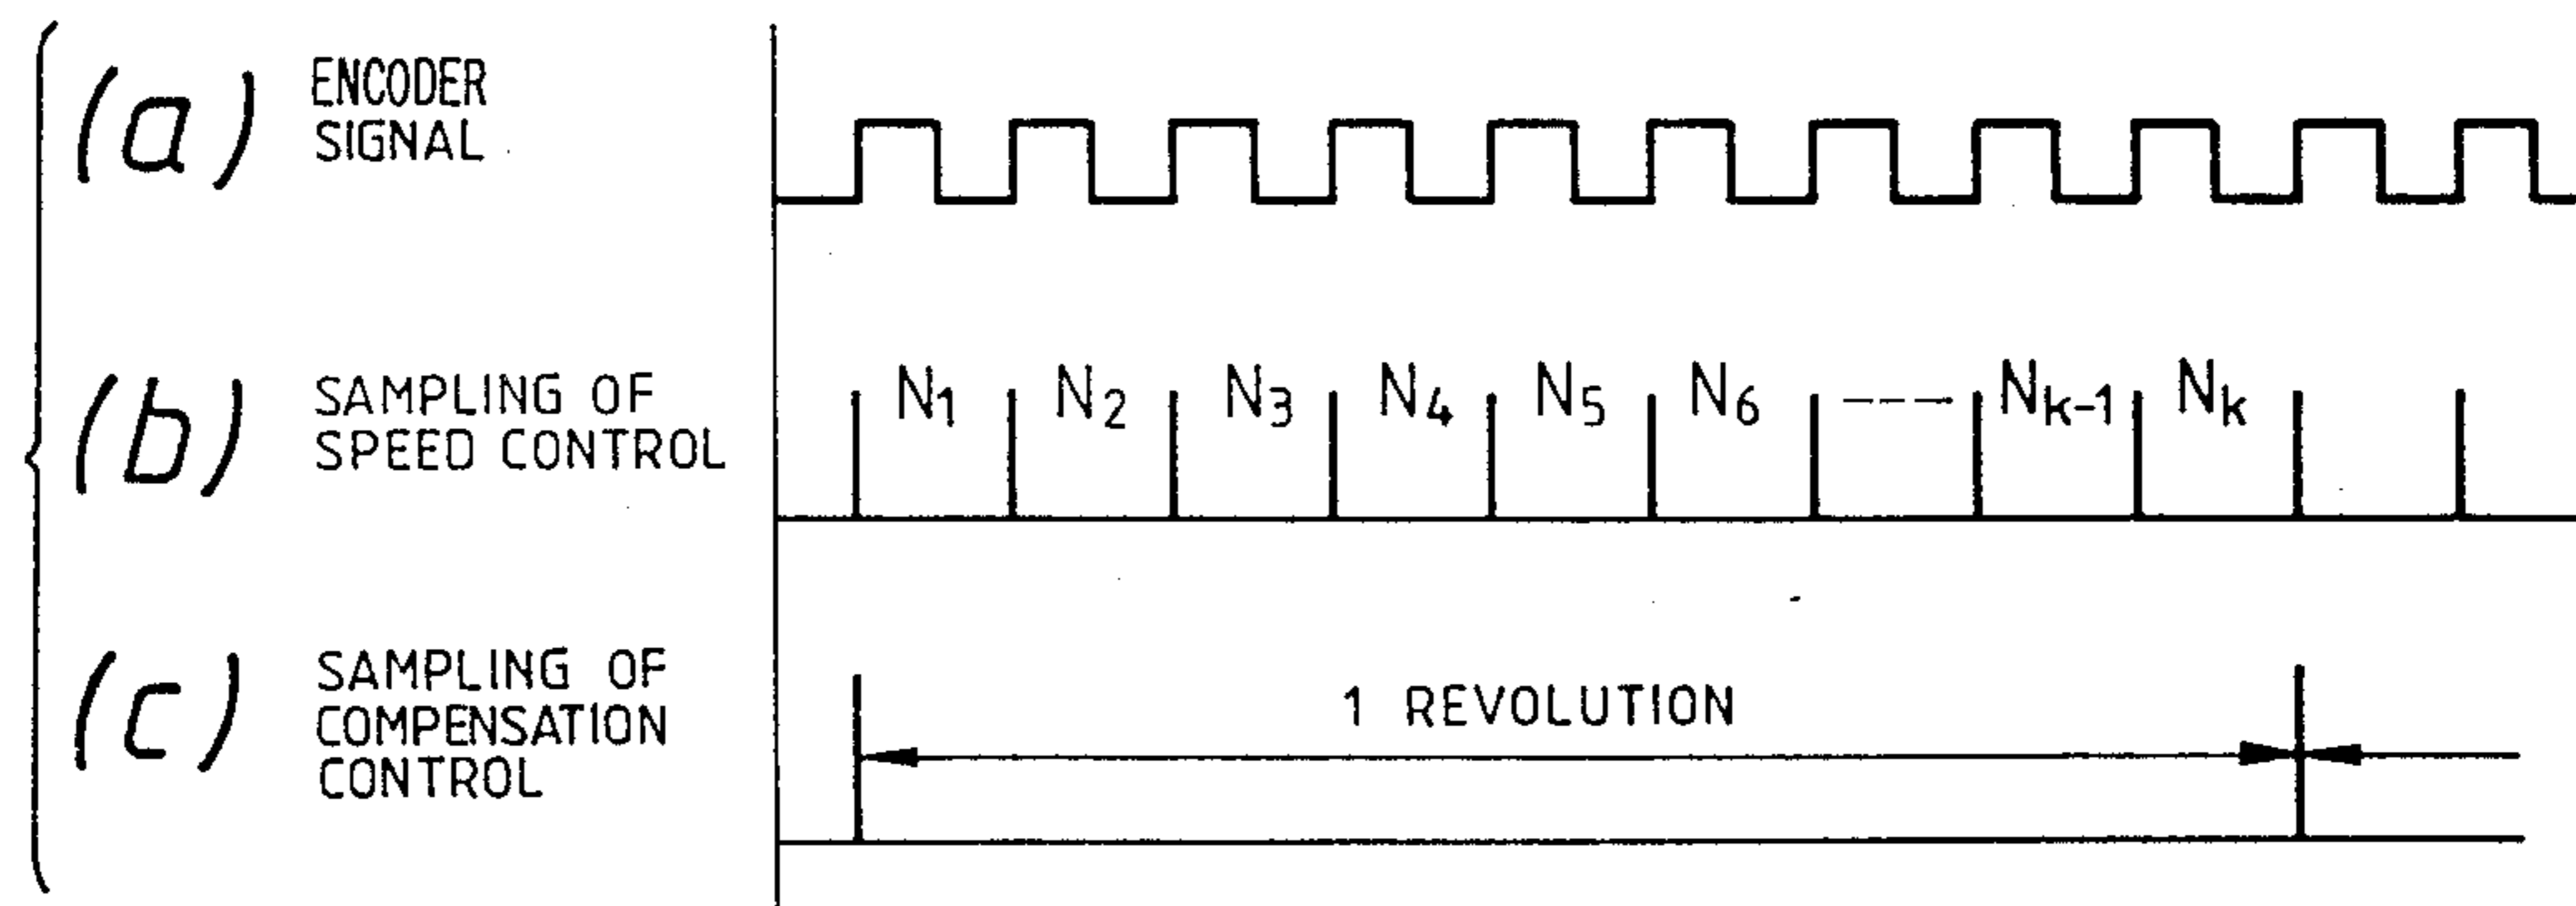 (a) ENCODER
SIGNAL
(b) SAMPLING OF
SPEED CONTROL
N1 N2 N3 N4 N5 N6 ---- Nk-1 Nk
(c) SAMPLING OF
COMPENSATION
CONTROL
1 REVOLUTION